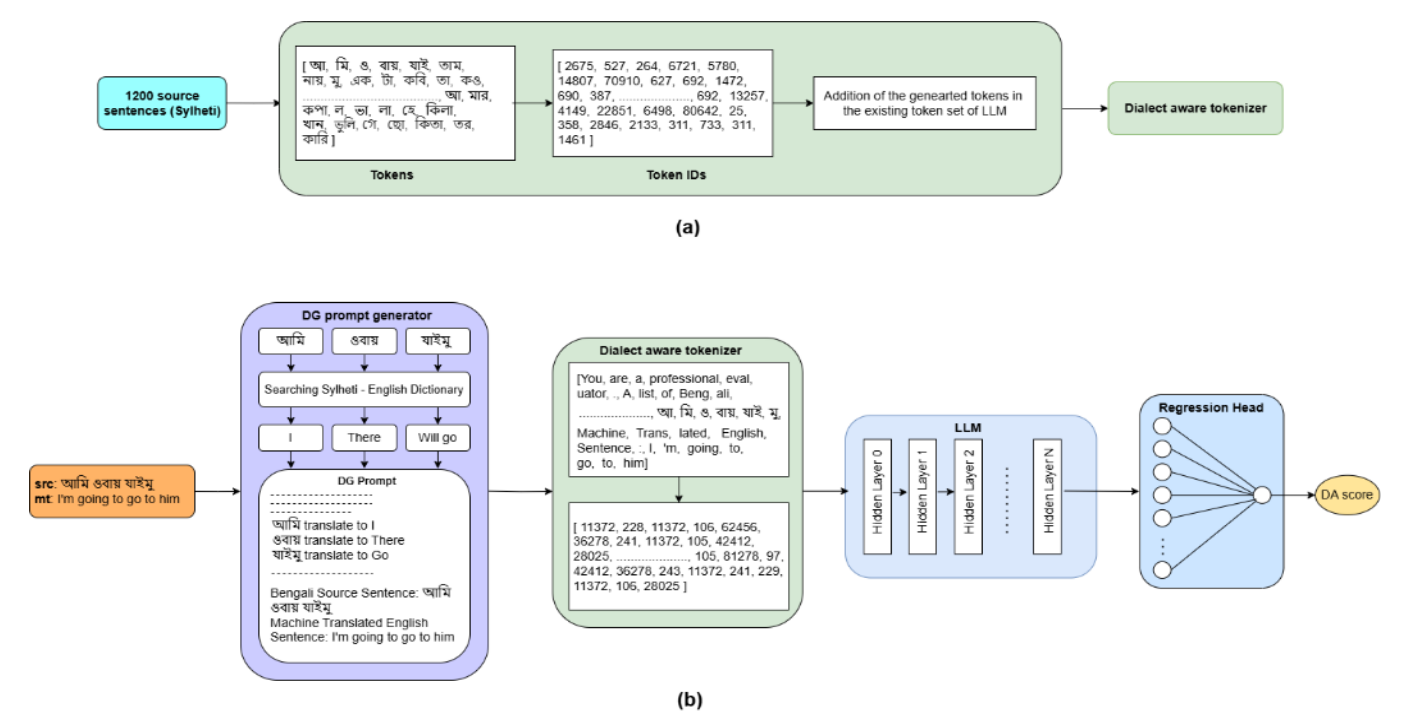 1200 source
sentences (Sylheti)
[ আ, মি, ও, বায়, যাই, তাম,
নায়, মু, এক, টা, কবি, তা, কও,
......................................, আ, মার,
কপা, ল, ভা, লা, হে, কিলা,
খান, ভুলি, গে, ছো, কিতা, তর,
কারি ]
Tokens
[ 2675, 527, 264, 6721, 5780,
14807, 70910, 627, 692, 1472,
690, 387, ....................., 692, 13257,
4149, 22851, 6498, 80642, 25,
358, 2846, 2133, 311, 733, 311,
1461 ]
Token IDs
Addition of the genearted tokens in
the existing token set of LLM
Dialect aware tokenizer
(a)
src: আমি ওবায় যাইমু
mt: I'm going to go to him
DG prompt generator
আমি ওবায় যাইমু
Searching Sylheti - English Dictionary
I There Will go
DG Prompt
আমি translate to I
ওবায় translate to There
যাইমু translate to Go
Bengali Source Sentence: আমি
ওবায় যাইমু
Machine Translated English
Sentence: I'm going to go to him
Dialect aware tokenizer
[You, are, a, professional, eval,
uator, ., A, list, of, Beng, ali,
....................., আ, মি, ও, বায়, যাই, মু,
Machine, Trans, lated, English,
Sentence, :, I, 'm, going, to,
go, to, him]
[ 11372, 228, 11372, 106, 62456,
36278, 241, 11372, 105, 42412,
28025, ....................., 105, 81278, 97,
42412, 36278, 243, 11372, 241, 229,
11372, 106, 28025 ]
LLM
Hidden Layer 0
Hidden Layer 1
Hidden Layer 2
Hidden Layer N
Regression Head
DA score
(b)